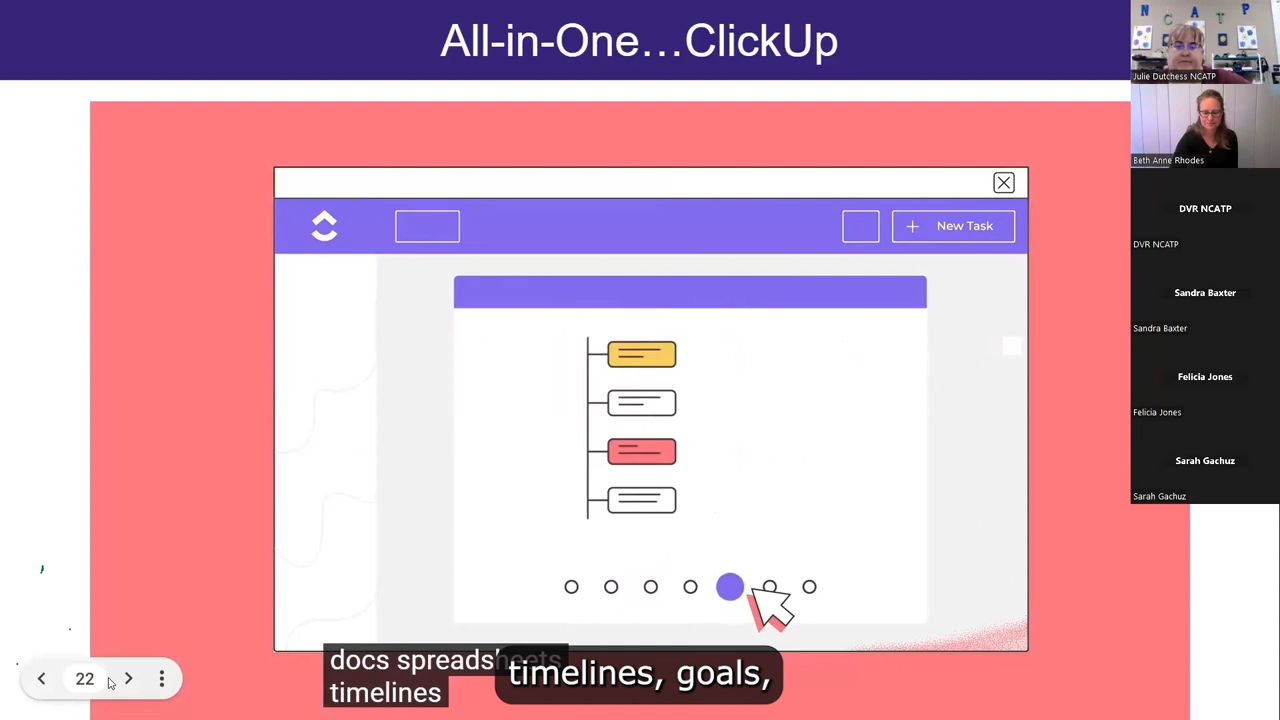 All-in-One…ClickUp
New Task
docs spreadsheets
timelines
timelines, goals,
22
N C A T P
Julie Dutchess NCATP
Beth Anne Rhodes
DVR NCATP
DVR NCATP
Sandra Baxter
Sandra Baxter
Felicia Jones
Felicia Jones
Sarah Gachuz
Sarah Gachuz